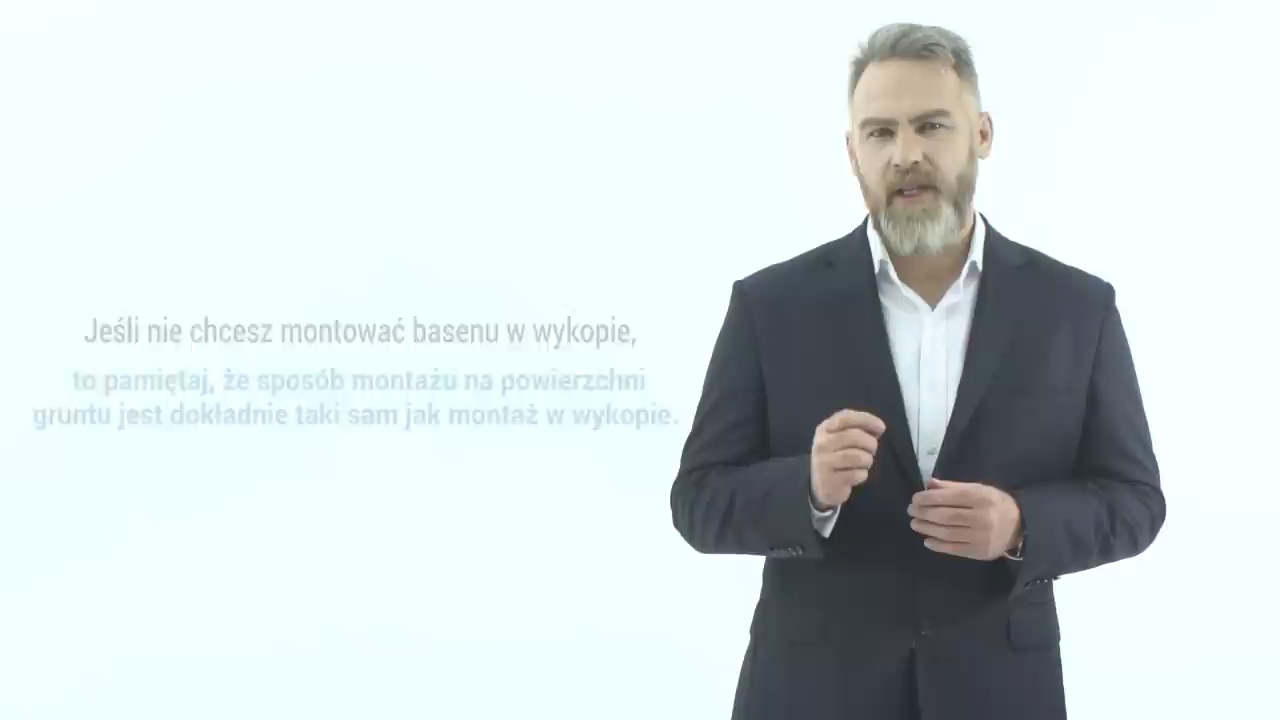 Jeśli nie chcesz montować basenu w wykopie,
to pamiętaj, że sposób montażu na powierzchni
gruntu jest dokładnie taki sam jak montaż w wykopie.